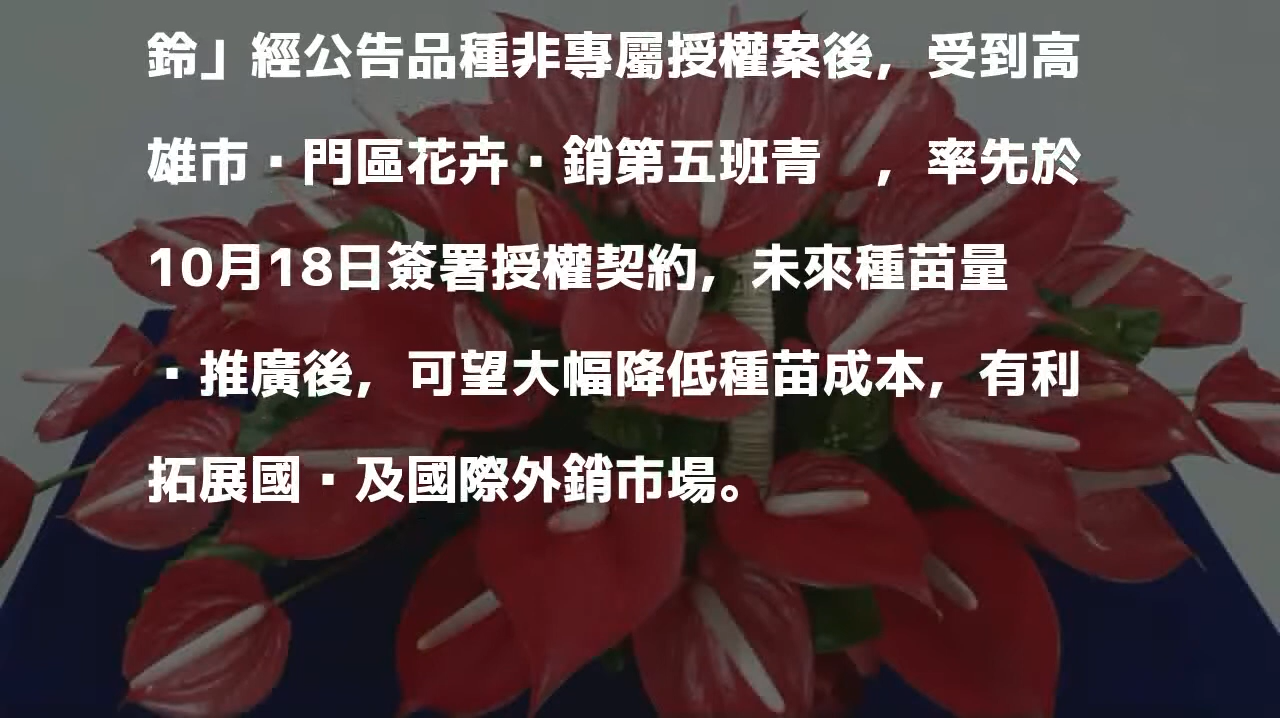 鈴」經公告品種非專屬授權案後，受到高
雄市▪門區花卉▪銷第五班青　，率先於
10月18日簽署授權契約，未來種苗量
▪推廣後，可望大幅降低種苗成本，有利
拓展國▪及國際外銷市場。